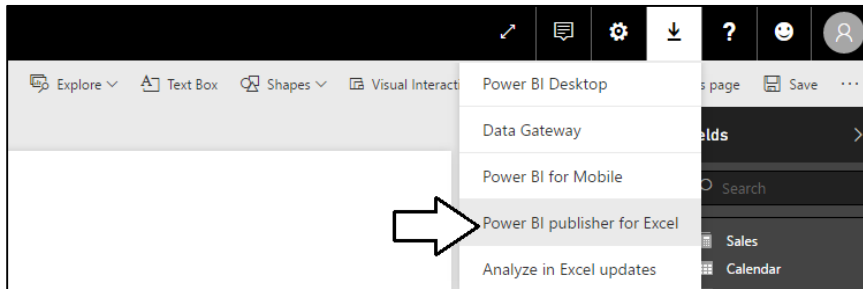 ?
Explore
Text Box
Shapes
Visual Interacti
s page
Save
...
Power BI Desktop
Data Gateway
Power BI for Mobile
Power BI publisher for Excel
Analyze in Excel updates
elds
Search
Sales
Calendar